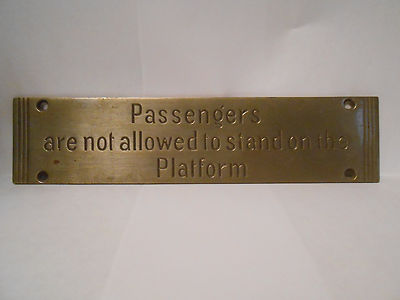 Passengers
are not allowed to stand on the
Platform